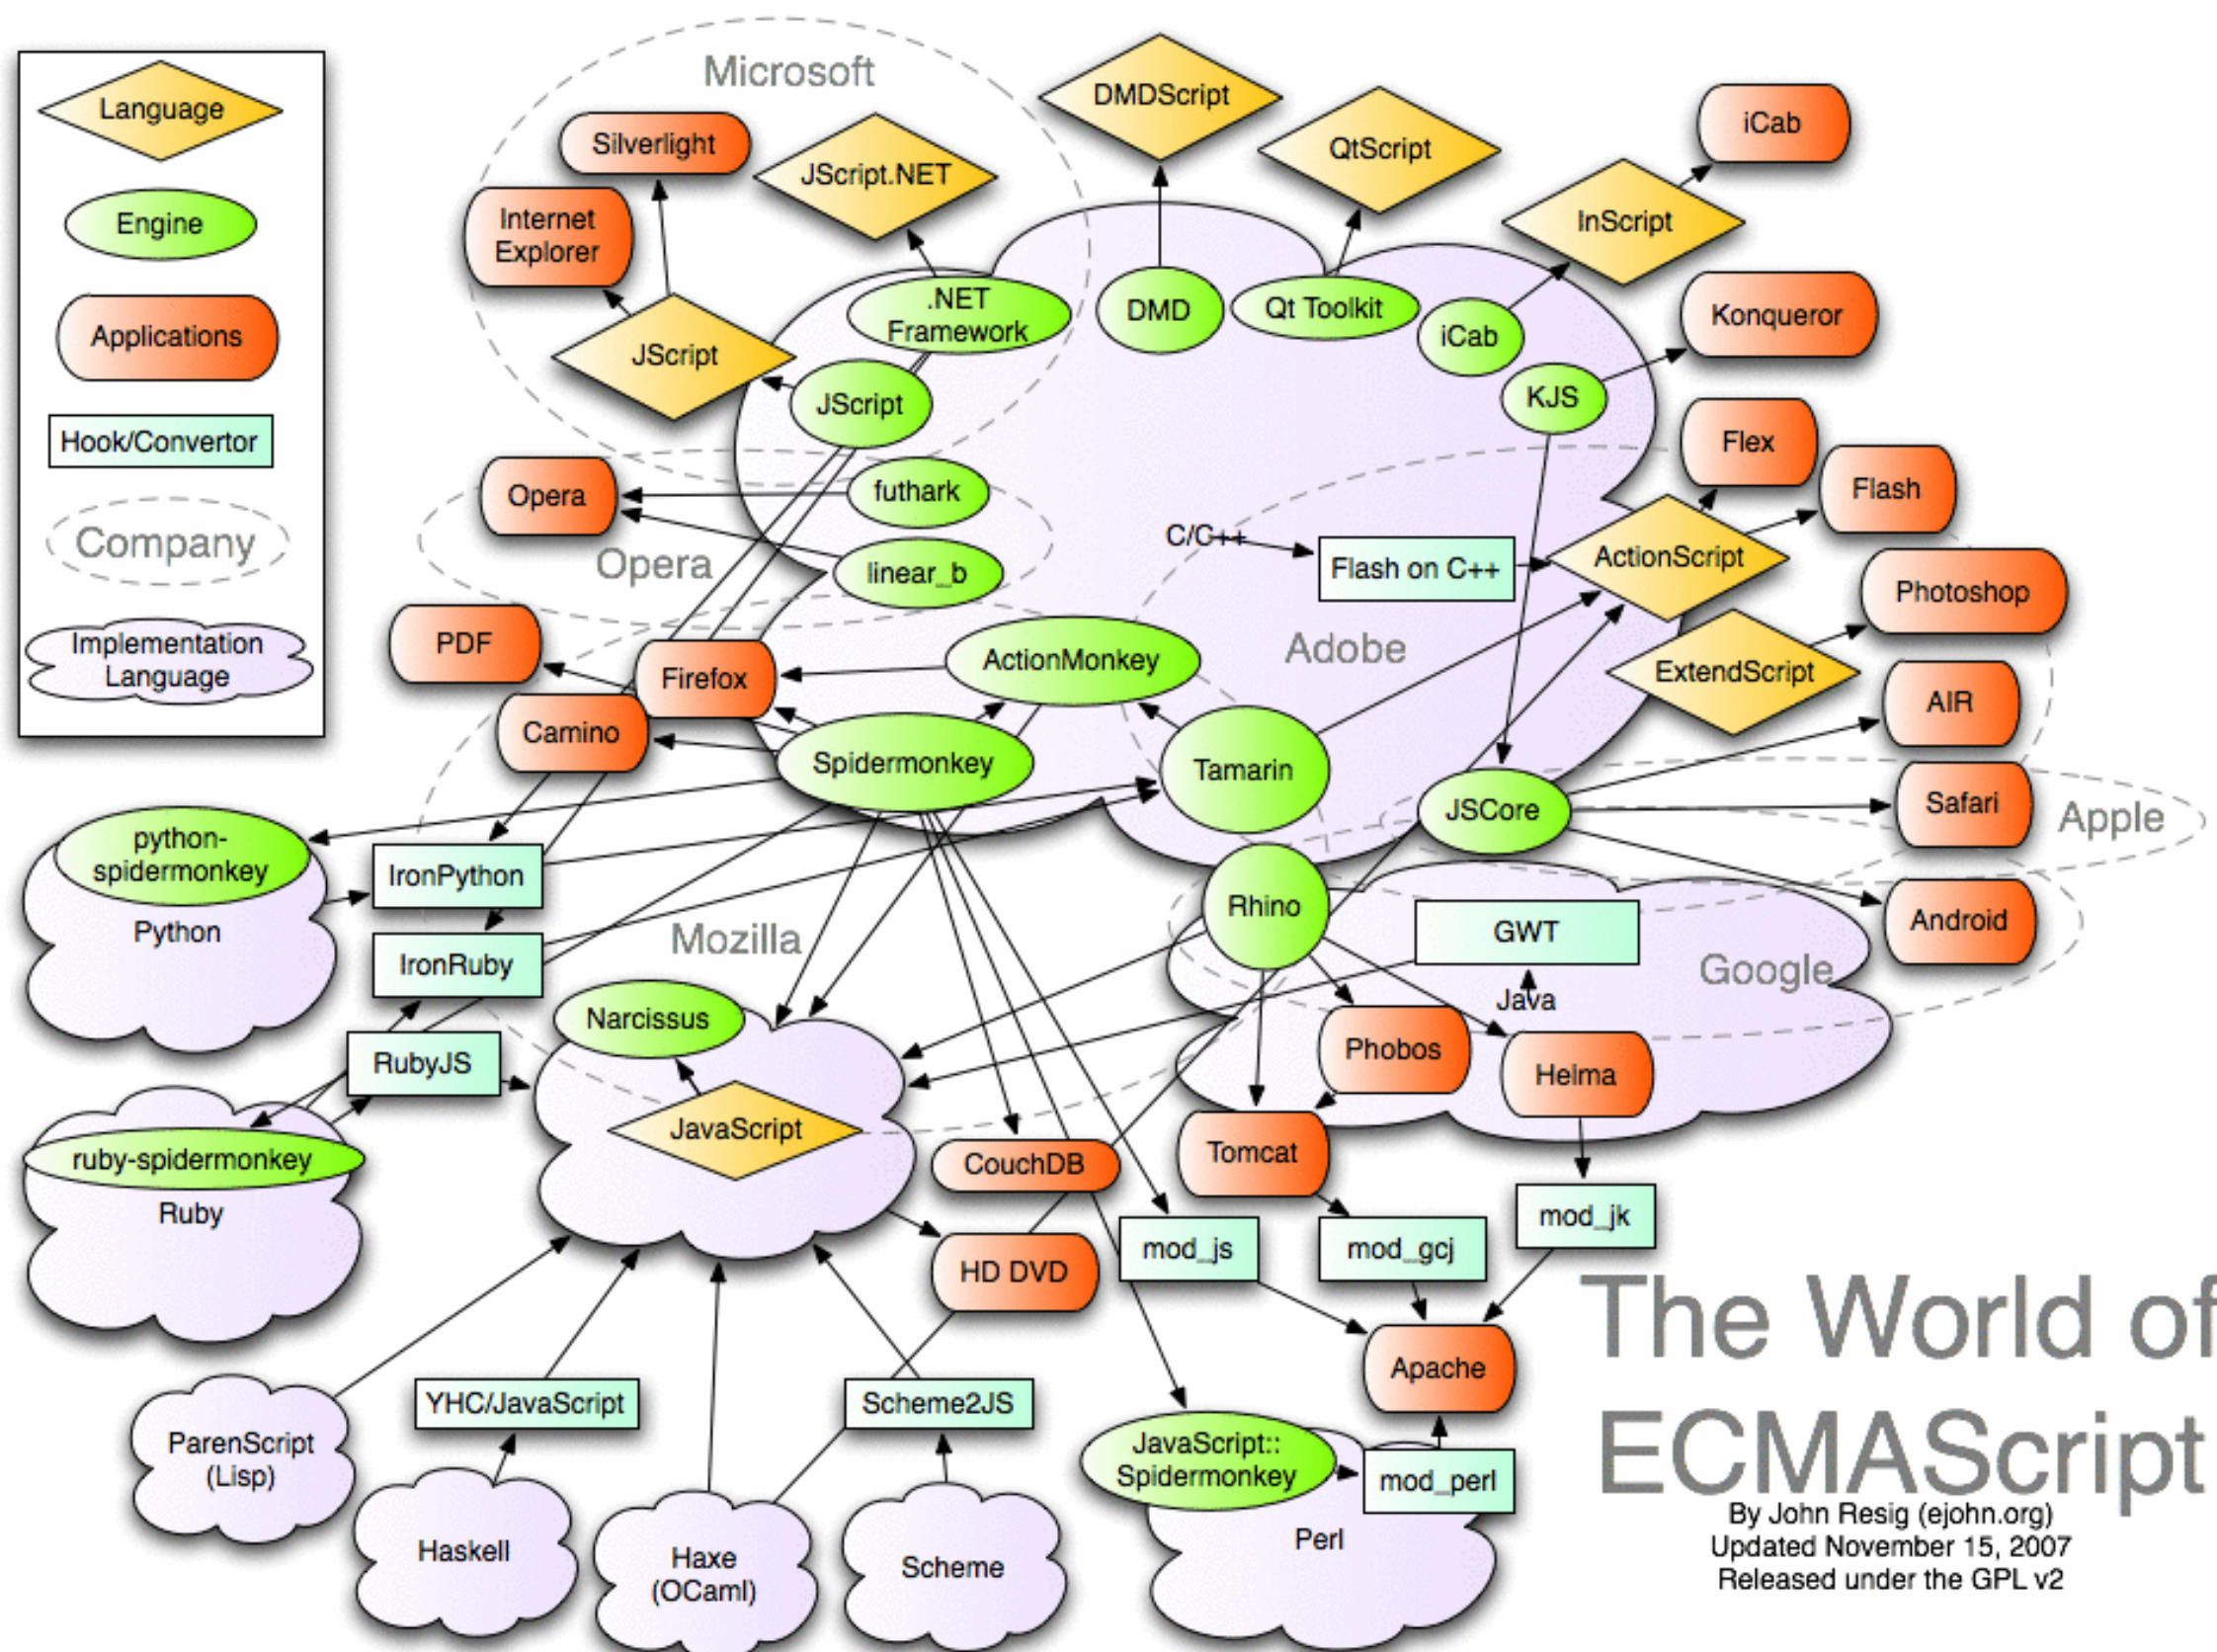 Language
Engine
Applications
Hook/Convertor
Company
Implementation
Language
Microsoft
Silverlight
JScript.NET
Internet
Explorer
JScript
.NET
Framework
JScript
DMDScript
QtScript
iCab
InScript
DMD
Qt Toolkit
iCab
Konqueror
KJS
Flex
Flash
Opera
futhark
Opera
linear_b
C/C++
Flash on C++
ActionScript
Photoshop
PDF
Firefox
ActionMonkey
Adobe
ExtendScript
AIR
Camino
Spidermonkey
Tamarin
JSCore
Safari
Apple
python-
spidermonkey
Python
IronPython
IronRuby
Mozilla
Rhino
GWT
Java
Google
Android
Narcissus
RubyJS
JavaScript
Phobos
Helma
ruby-spidermonkey
Ruby
CouchDB
Tomcat
HD DVD
mod_js
mod_gcj
mod_jk
Apache
ParenScript
(Lisp)
YHC/JavaScript
Scheme2JS
Haskell
Haxe
(OCaml)
Scheme
JavaScript::
Spidermonkey
mod_perl
Perl
The World of
ECMAScript
By John Resig (ejohn.org)
Updated November 15, 2007
Released under the GPL v2